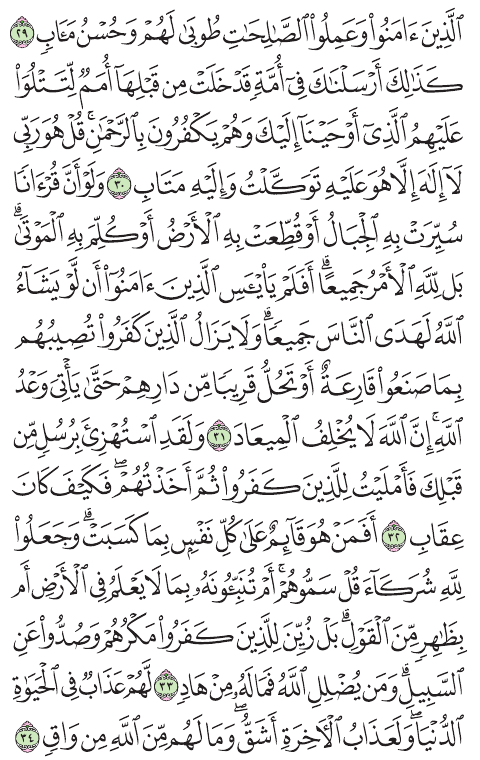 ٱلَّذِينَ ءَامَنُوا۟ وَعَمِلُوا۟ ٱلصَّـٰلِحَـٰتِ طُوبَىٰ لَهُمْ وَحُسْنُ مَـَٔابٍ ٢٩
كَذَٰلِكَ أَرْسَلْنَـٰكَ فِىٓ أُمَّةٍ قَدْ خَلَتْ مِن قَبْلِهَآ أُمَمٌ لِّتَتْلُوَا۟
عَلَيْهِمُ ٱلَّذِىٓ أَوْحَيْنَآ إِلَيْكَ وَهُمْ يَكْفُرُونَ بِٱلرَّحْمَـٰنِ ۚ قُلْ هُوَ رَبِّى
لَآ إِلَـٰهَ إِلَّا هُوَ عَلَيْهِ تَوَكَّلْتُ وَإِلَيْهِ مَتَابِ ٣٠ وَلَوْ أَنَّ قُرْءَانًا
سُيِّرَتْ بِهِ ٱلْجِبَالُ أَوْ قُطِّعَتْ بِهِ ٱلْأَرْضُ أَوْ كُلِّمَ بِهِ ٱلْمَوْتَىٰ ۗ
بَل لِّلَّهِ ٱلْأَمْرُ جَمِيعًا ۗ أَفَلَمْ يَا۟يْـَٔسِ ٱلَّذِينَ ءَامَنُوٓا۟ أَن لَّوْ يَشَآءُ
ٱللَّهُ لَهَدَى ٱلنَّاسَ جَمِيعًا ۗ وَلَا يَزَالُ ٱلَّذِينَ كَفَرُوا۟ تُصِيبُهُم
بِمَا صَنَعُوا۟ قَارِعَةٌ أَوْ تَحُلُّ قَرِيبًا مِّن دَارِهِمْ حَتَّىٰ يَأْتِىَ وَعْدُ
ٱللَّهِ ۚ إِنَّ ٱللَّهَ لَا يُخْلِفُ ٱلْمِيعَادَ ٣١ وَلَقَدِ ٱسْتُهْزِئَ بِرُسُلٍ مِّن
قَبْلِكَ فَأَمْلَيْتُ لِلَّذِينَ كَفَرُوا۟ ثُمَّ أَخَذْتُهُمْ ۖ فَكَيْفَ كَانَ
عِقَابِ ٣٢ أَفَمَنْ هُوَ قَآئِمٌ عَلَىٰ كُلِّ نَفْسٍۭ بِمَا كَسَبَتْ ۗ وَجَعَلُوا۟
لِلَّهِ شُرَكَآءَ قُلْ سَمُّوهُمْ ۚ أَمْ تُنَبِّـُٔونَهُۥ بِمَا لَا يَعْلَمُ فِى ٱلْأَرْضِ أَم
بِظَـٰهِرٍ مِّنَ ٱلْقَوْلِ ۗ بَلْ زُيِّنَ لِلَّذِينَ كَفَرُوا۟ مَكْرُهُمْ وَصُدُّوا۟ عَنِ
ٱلسَّبِيلِ ۗ وَمَن يُضْلِلِ ٱللَّهُ فَمَا لَهُۥ مِنْ هَادٍ ٣٣ لَّهُمْ عَذَابٌ فِى ٱلْحَيَوٰةِ
ٱلدُّنْيَا ۖ وَلَعَذَابُ ٱلْـَٔاخِرَةِ أَشَقُّ ۖ وَمَا لَهُم مِّنَ ٱللَّهِ مِن وَاقٍ ٣٤